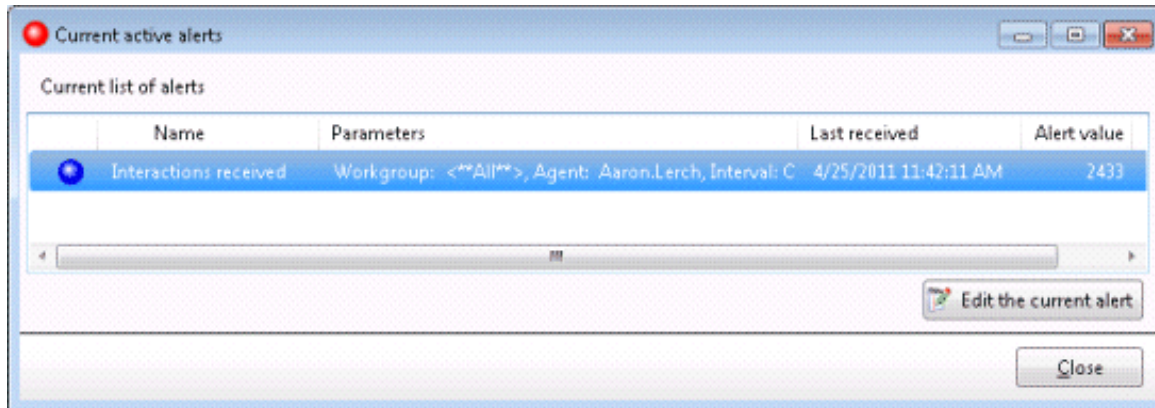 Current active alerts
Current list of alerts
Name Parameters Last received Alert value
Interactions received Workgroup: <**All**>, Agent: Aaron.Lerch, Interval: C 4/25/2011 11:42:11 AM 2433
Edit the current alert
Close